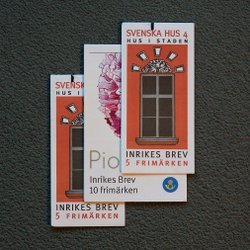 SVENSKA HUS 4
HUS I STADEN
INRIKES BREV
5 FRIMÄRKEN
Pio
Inrikes Brev
10 frimärken
SVENSKA
HUS I S
INRIKES BREV
5 FRIMÄRKEN